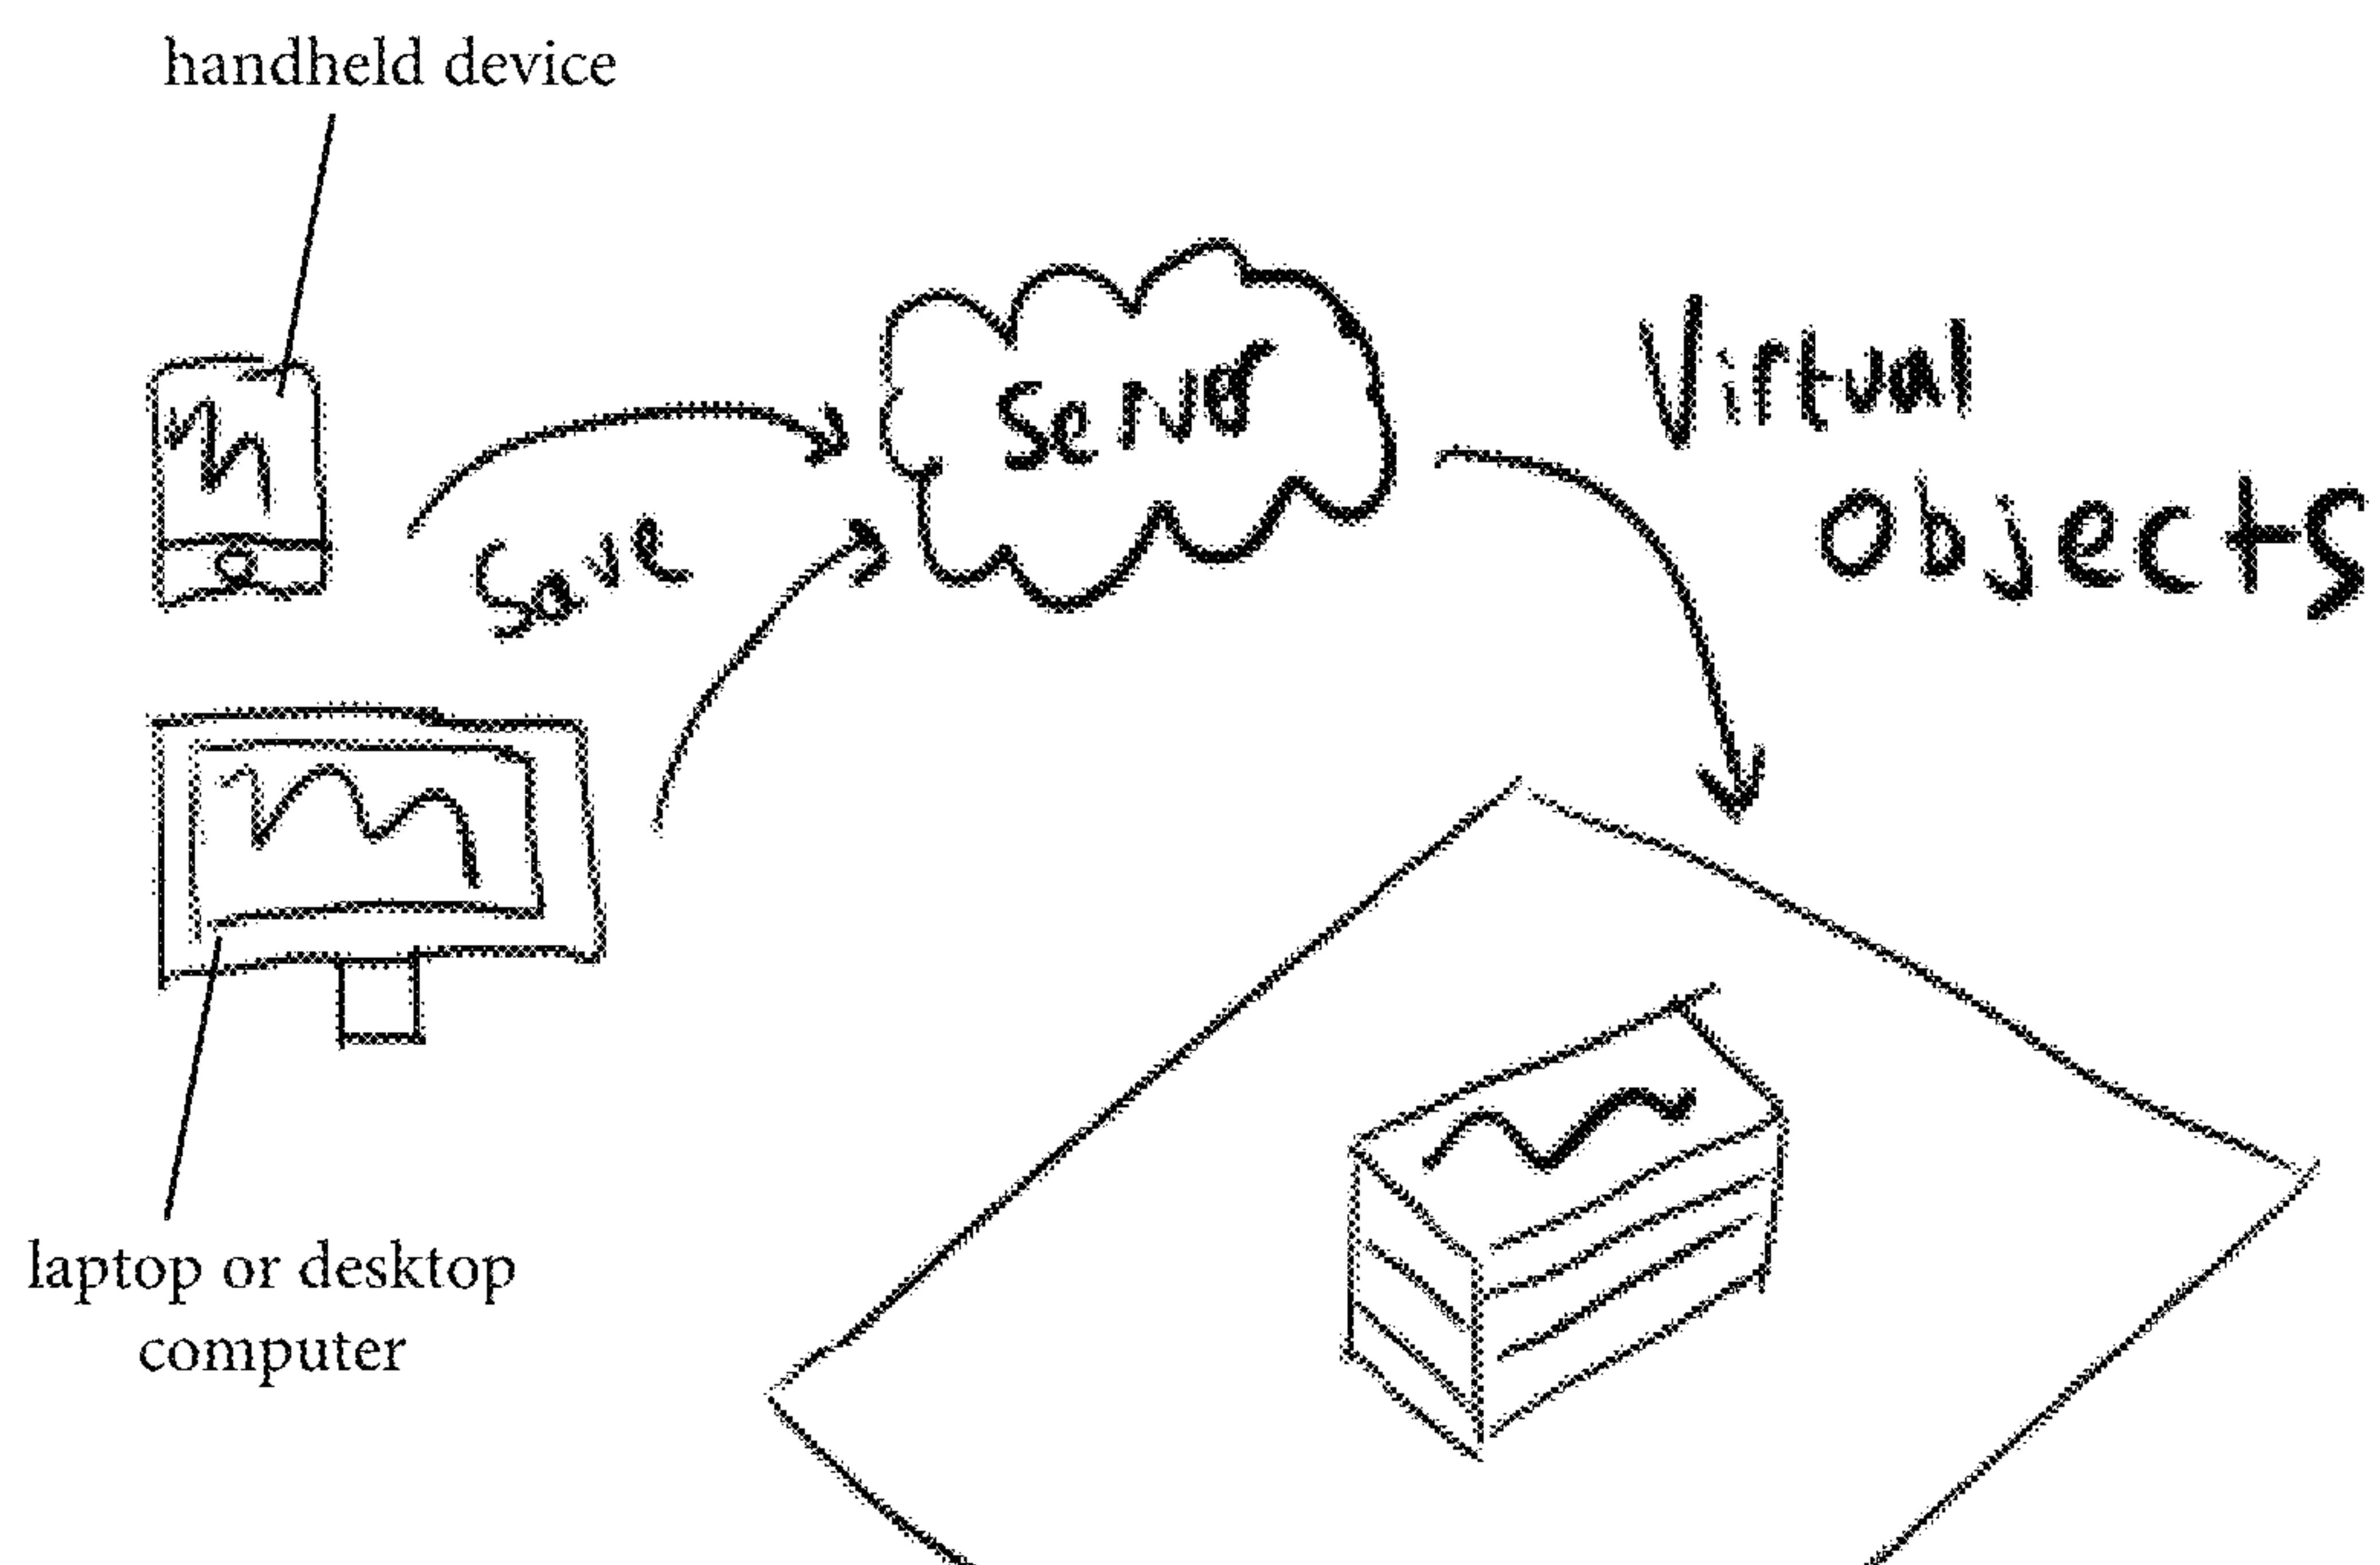 handheld device
Save
Server
Virtual
Objects
laptop or desktop
computer